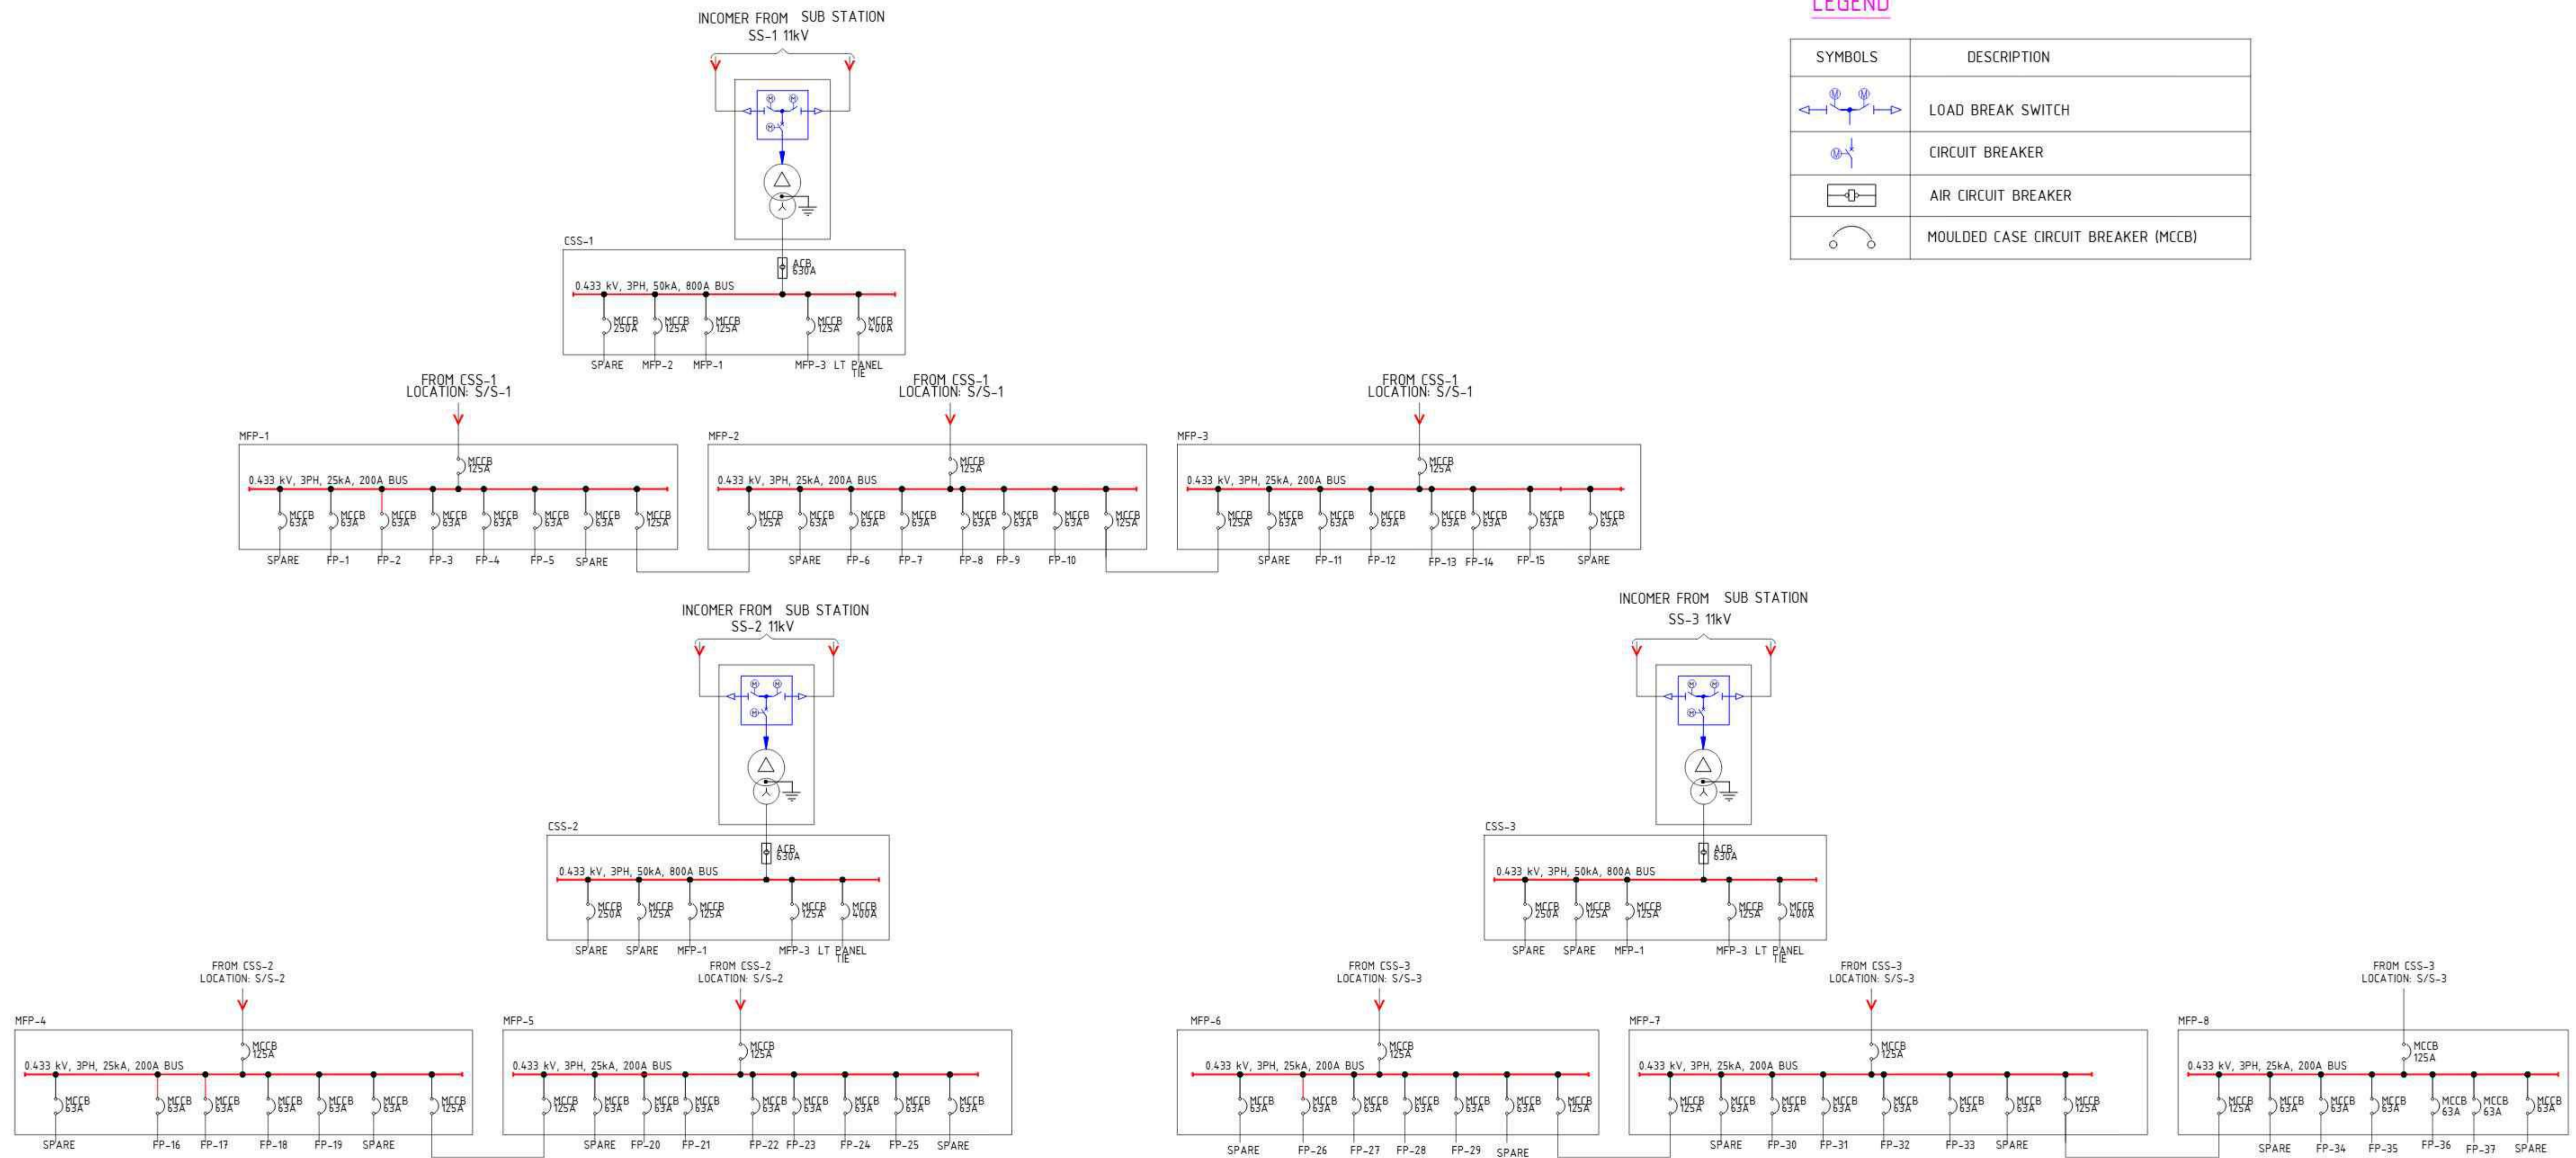 LEGEND
SYMBOLS DESCRIPTION
LOAD BREAK SWITCH
CIRCUIT BREAKER
AIR CIRCUIT BREAKER
MOULDED CASE CIRCUIT BREAKER (MCCB)
INCOMER FROM SUB STATION
SS-1 11kV
M M
M
CSS-1
ACB
630A
0.433 kV, 3PH, 50kA, 800A BUS
MCCB MCCB MCCB MCCB MCCB
250A 125A 125A 125A 400A
SPARE MFP-2 MFP-1 MFP-3 LT PANEL
TIE
FROM CSS-1
LOCATION: S/S-1
MFP-1
MCCB
125A
0.433 kV, 3PH, 25kA, 200A BUS
MCCB MCCB MCCB MCCB MCCB MCCB MCCB MCCB
63A 63A 63A 63A 63A 63A 63A 125A
SPARE FP-1 FP-2 FP-3 FP-4 FP-5 SPARE
FROM CSS-1
LOCATION: S/S-1
MFP-2
MCCB
125A
0.433 kV, 3PH, 25kA, 200A BUS
MCCB MCCB MCCB MCCB MCCB MCCB MCCB MCCB
125A 63A 63A 63A 63A 63A 63A 125A
SPARE FP-6 FP-7 FP-8 FP-9 FP-10
FROM CSS-1
LOCATION: S/S-1
MFP-3
MCCB
125A
0.433 kV, 3PH, 25kA, 200A BUS
MCCB MCCB MCCB MCCB MCCB MCCB MCCB MCCB
125A 63A 63A 63A 63A 63A 63A 63A
SPARE FP-11 FP-12 FP-13 FP-14 FP-15 SPARE
INCOMER FROM SUB STATION
SS-2 11kV
M M
M
CSS-2
ACB
630A
0.433 kV, 3PH, 50kA, 800A BUS
MCCB MCCB MCCB MCCB MCCB
250A 125A 125A 125A 400A
SPARE SPARE MFP-1 MFP-3 LT PANEL
TIE
INCOMER FROM SUB STATION
SS-3 11kV
M M
M
CSS-3
ACB
630A
0.433 kV, 3PH, 50kA, 800A BUS
MCCB MCCB MCCB MCCB MCCB
250A 125A 125A 125A 400A
SPARE SPARE MFP-1 MFP-3 LT PANEL
TIE
FROM CSS-2
LOCATION: S/S-2
MFP-4
MCCB
125A
0.433 kV, 3PH, 25kA, 200A BUS
MCCB MCCB MCCB MCCB MCCB MCCB MCCB
63A 63A 63A 63A 63A 63A 125A
SPARE FP-16 FP-17 FP-18 FP-19 SPARE
FROM CSS-2
LOCATION: S/S-2
MFP-5
MCCB
125A
0.433 kV, 3PH, 25kA, 200A BUS
MCCB MCCB MCCB MCCB MCCB MCCB MCCB MCCB MCCB
125A 63A 63A 63A 63A 63A 63A 63A 63A
SPARE FP-20 FP-21 FP-22 FP-23 FP-24 FP-25 SPARE
FROM CSS-3
LOCATION: S/S-3
MFP-6
MCCB
125A
0.433 kV, 3PH, 25kA, 200A BUS
MCCB MCCB MCCB MCCB MCCB MCCB MCCB
63A 63A 63A 63A 63A 63A 125A
SPARE FP-26 FP-27 FP-28 FP-29 SPARE
FROM CSS-3
LOCATION: S/S-3
MFP-7
MCCB
125A
0.433 kV, 3PH, 25kA, 200A BUS
MCCB MCCB MCCB MCCB MCCB MCCB MCCB MCCB
125A 63A 63A 63A 63A 63A 63A 125A
SPARE FP-30 FP-31 FP-32 FP-33 SPARE
FROM CSS-3
LOCATION: S/S-3
MFP-8
MCCB
125A
0.433 kV, 3PH, 25kA, 200A BUS
MCCB MCCB MCCB MCCB MCCB MCCB MCCB
125A 63A 63A 63A 63A 63A 63A
SPARE FP-34 FP-35 FP-36 FP-37 SPARE